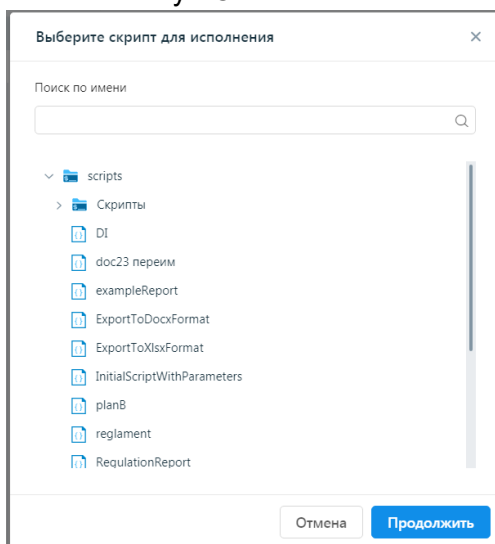 Выберите скрипт для исполнения
Поиск по имени
scripts
Скрипты
DI
doc23 переим
exampleReport
ExportToDocxFormat
ExportToXlsxFormat
InitialScriptWithParameters
planB
reglament
RegulationReport
Отмена
Продолжить